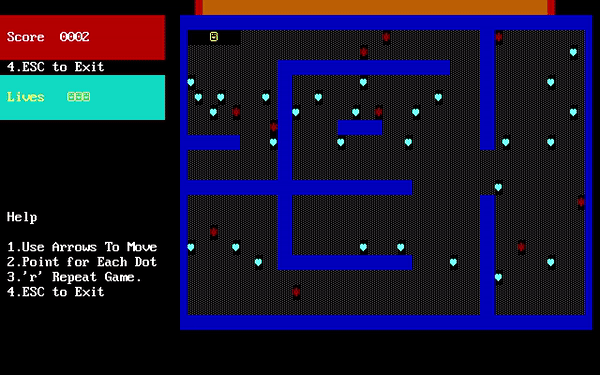 Score 0002
4.ESC to Exit
Lives
Help
1.Use Arrows To Move
2.Point for Each Dot
3.'r' Repeat Game.
4.ESC to Exit